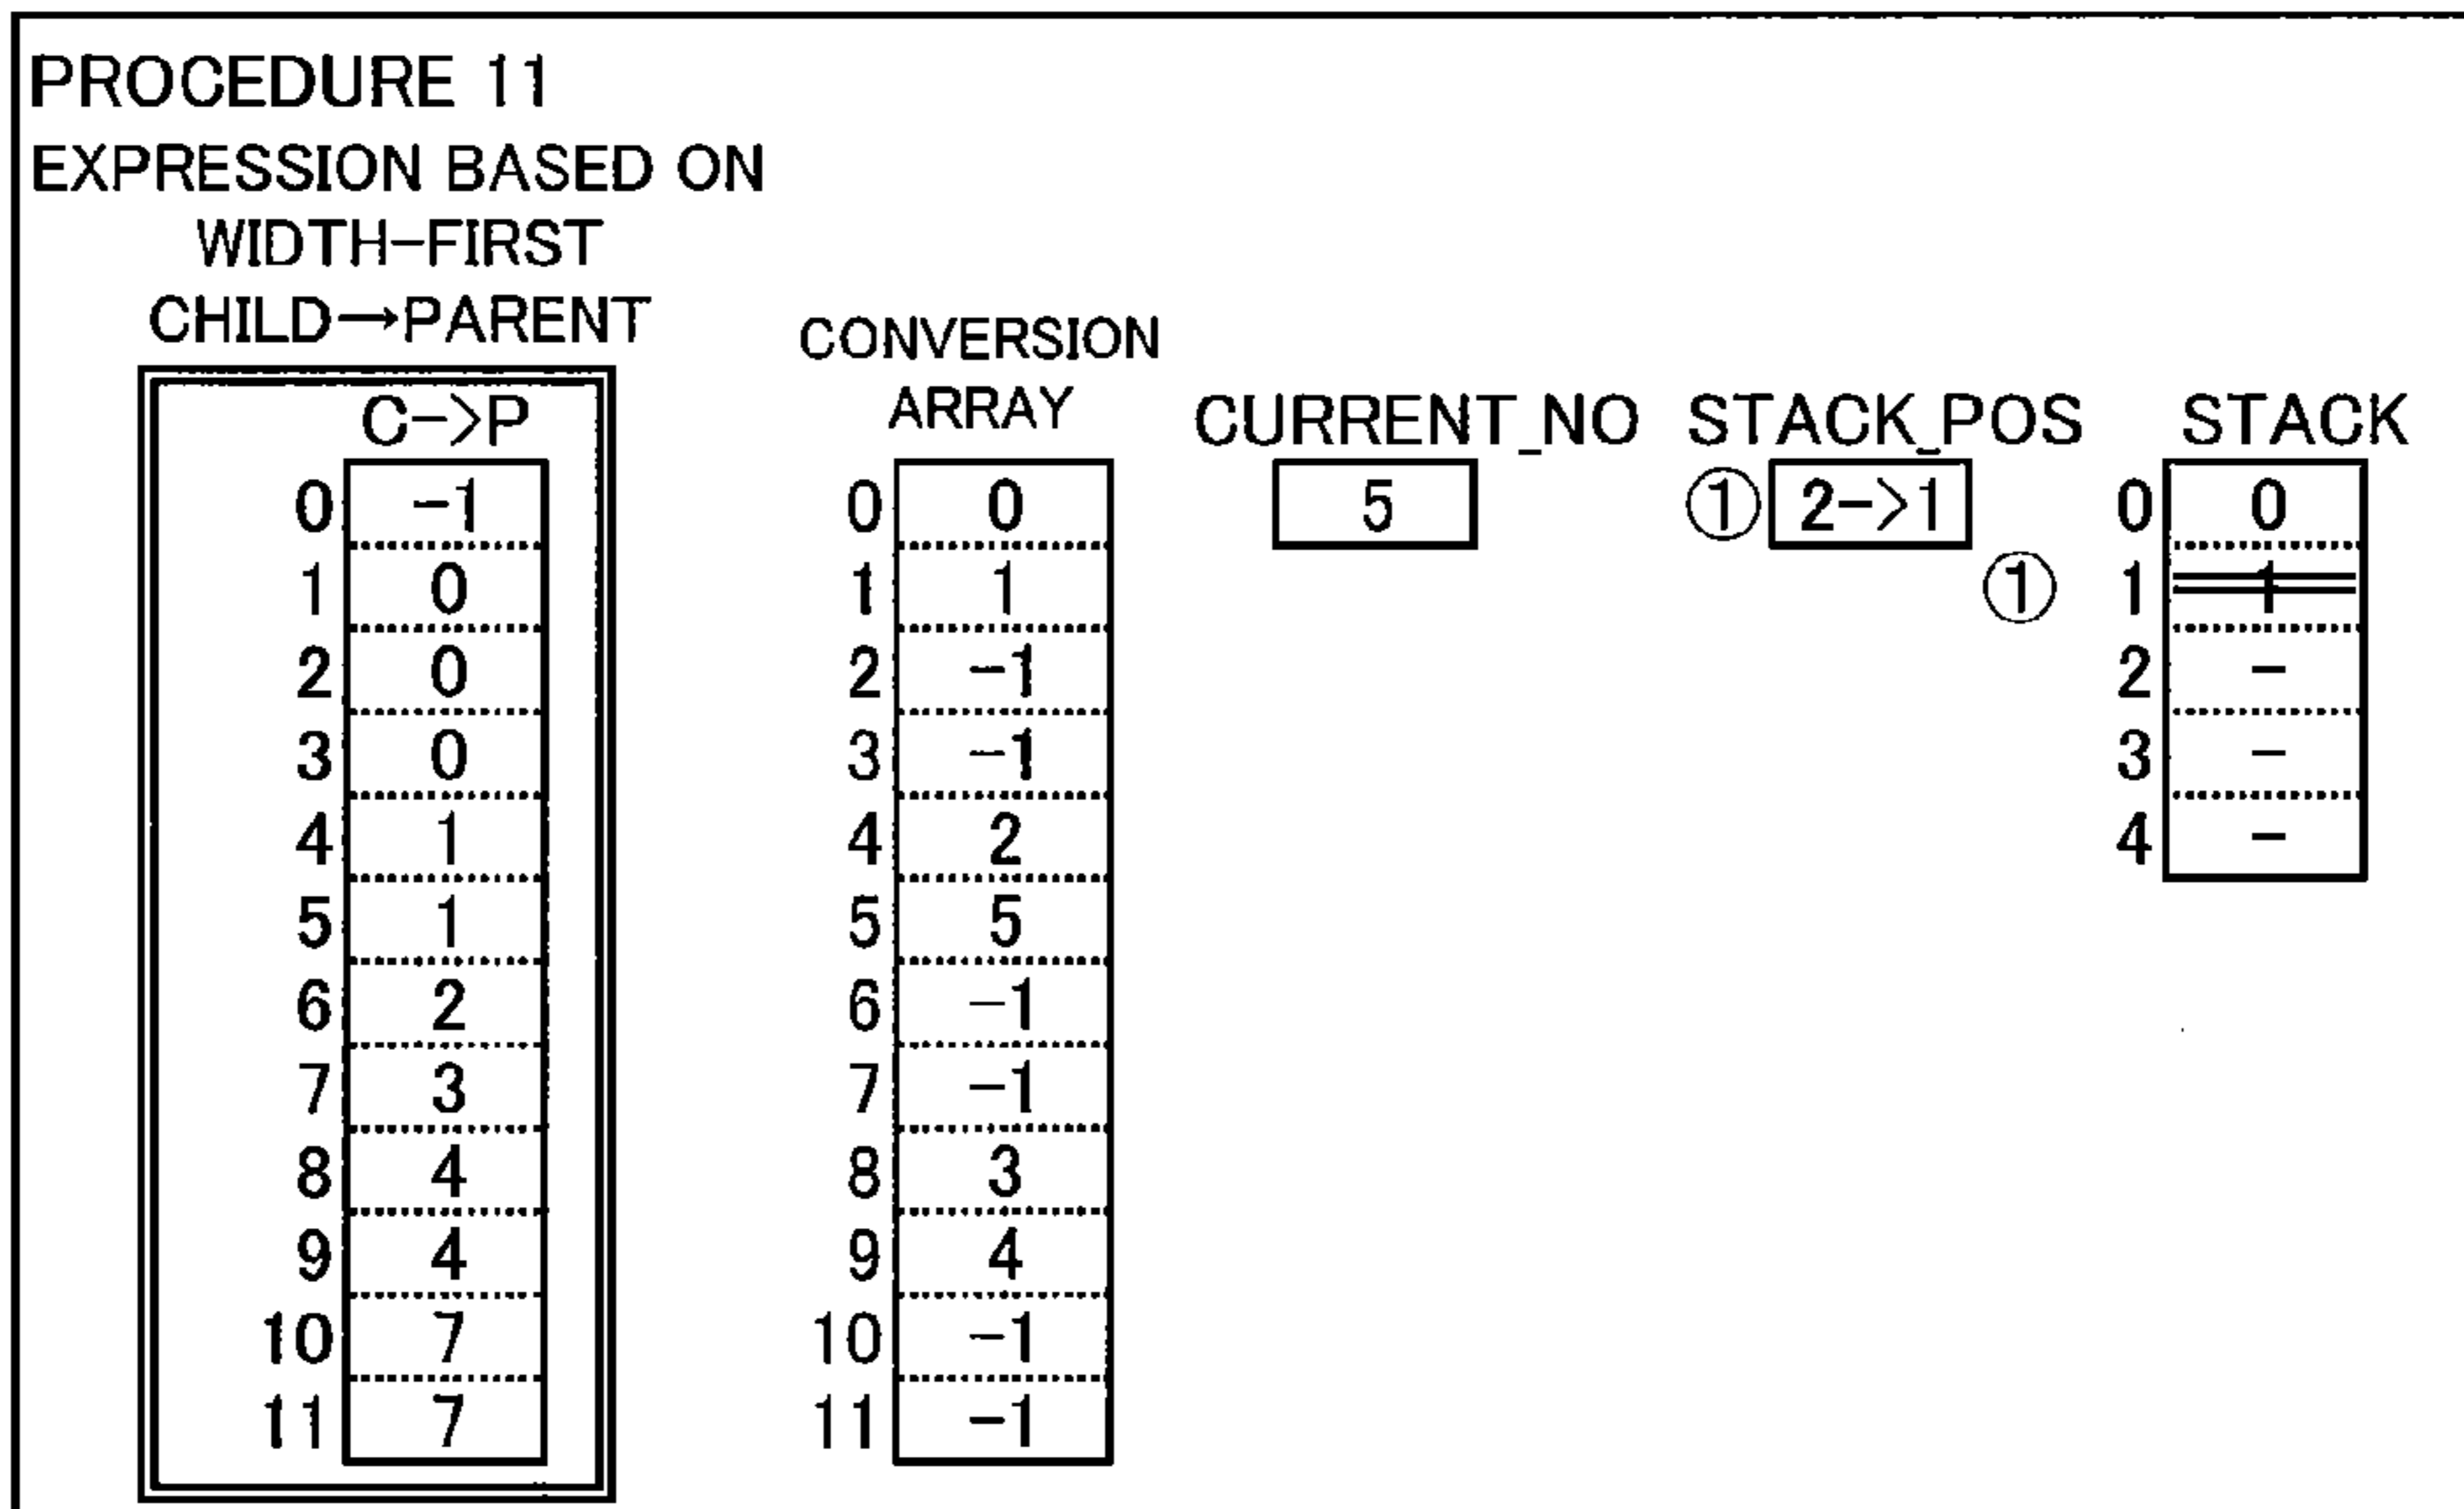 PROCEDURE 11
EXPRESSION BASED ON
WIDTH-FIRST
CHILD→PARENT
CONVERSION
ARRAY
C->P CURRENT_NO STACK_POS STACK
0 -1 0 0 5 ① 2->1 0 0
1 0 1 1 ① 1 1
2 0 2 -1 2 -
3 0 3 -1 3 -
4 1 4 2 4 -
5 1 5 5
6 2 6 -1
7 3 7 -1
8 4 8 3
9 4 9 4
10 7 10 -1
11 7 11 -1